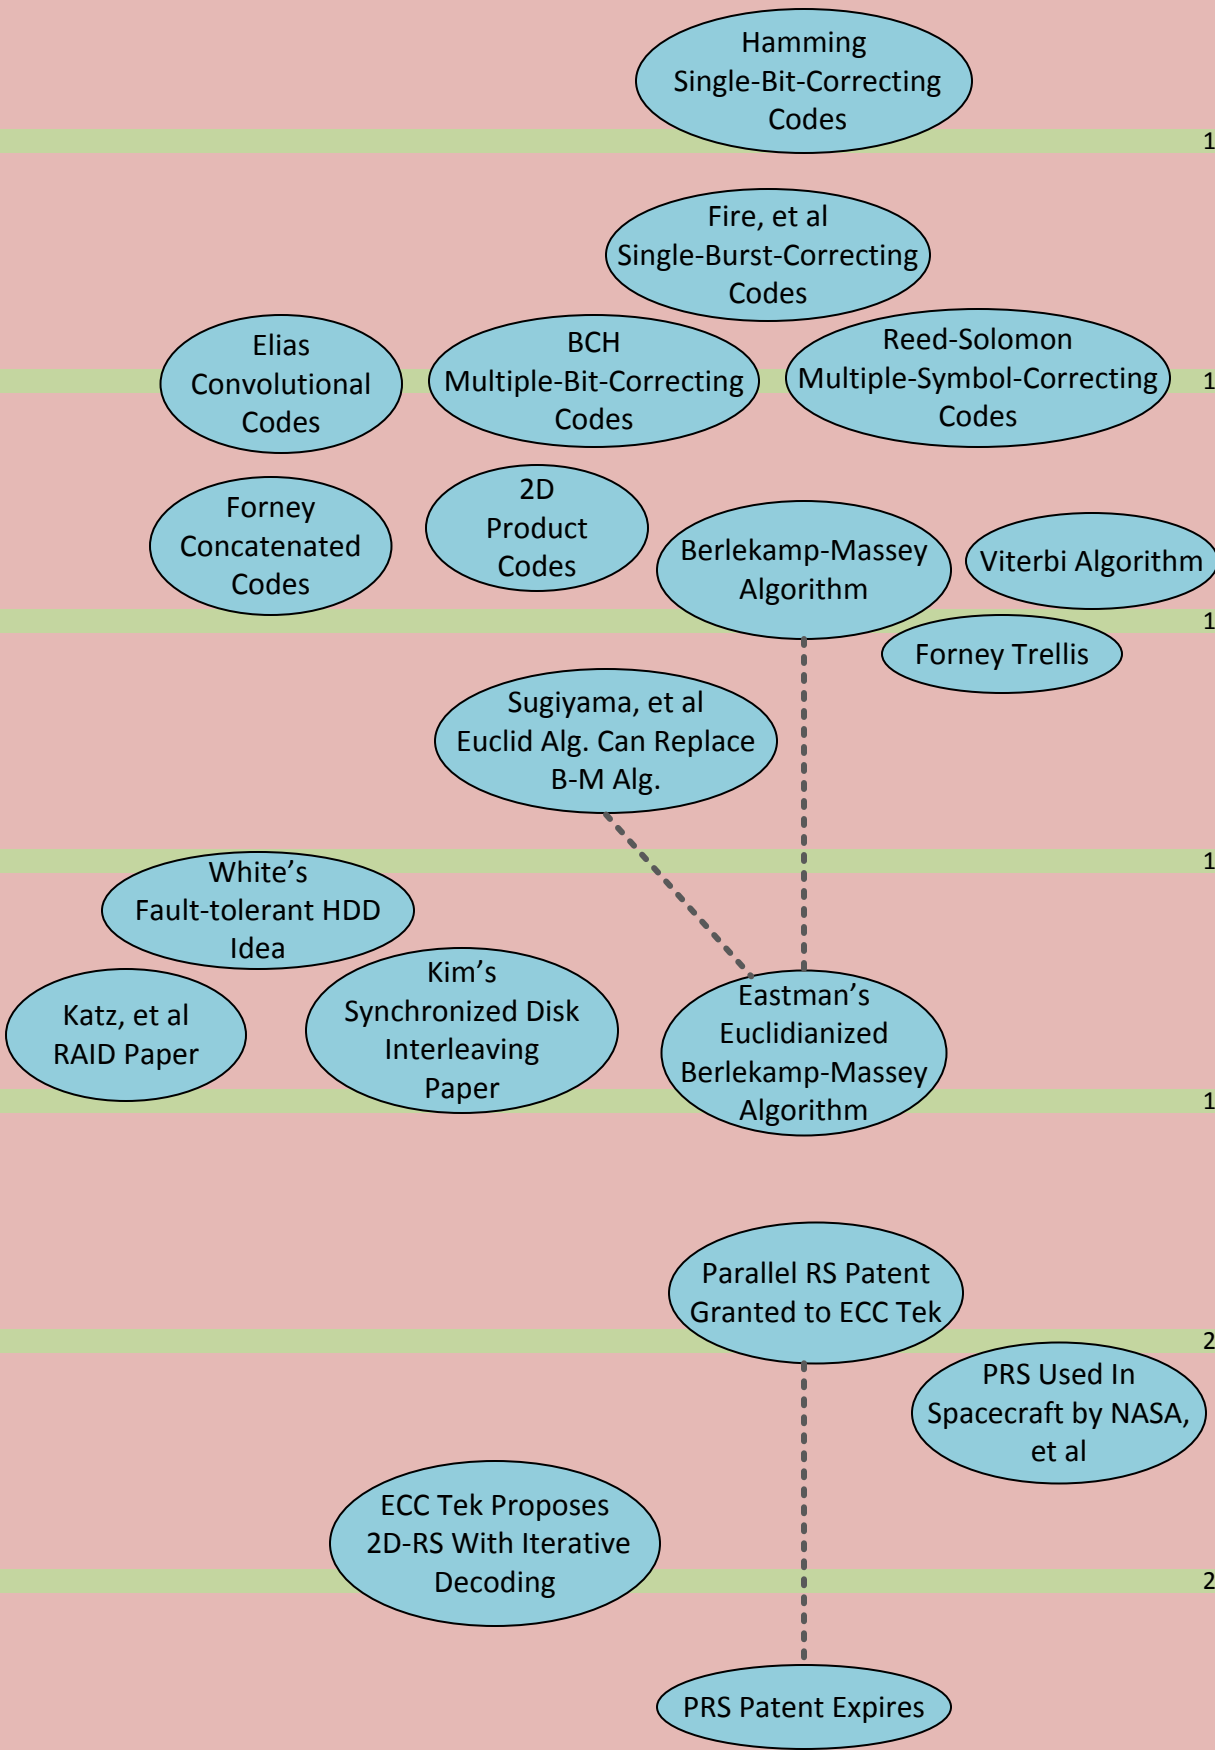 Hamming
Single-Bit-Correcting
Codes
1
Fire, et al
Single-Burst-Correcting
Codes
Elias
Convolutional
Codes
BCH
Multiple-Bit-Correcting
Codes
Reed-Solomon
Multiple-Symbol-Correcting
Codes
1
Forney
Concatenated
Codes
2D
Product
Codes
Berlekamp-Massey
Algorithm
Viterbi Algorithm
1
Forney Trellis
Sugiyama, et al
Euclid Alg. Can Replace
B-M Alg.
1
White’s
Fault-tolerant HDD
Idea
Katz, et al
RAID Paper
Kim’s
Synchronized Disk
Interleaving
Paper
Eastman’s
Euclidianized
Berlekamp-Massey
Algorithm
1
Parallel RS Patent
Granted to ECC Tek
2
PRS Used In
Spacecraft by NASA,
et al
ECC Tek Proposes
2D-RS With Iterative
Decoding
2
PRS Patent Expires